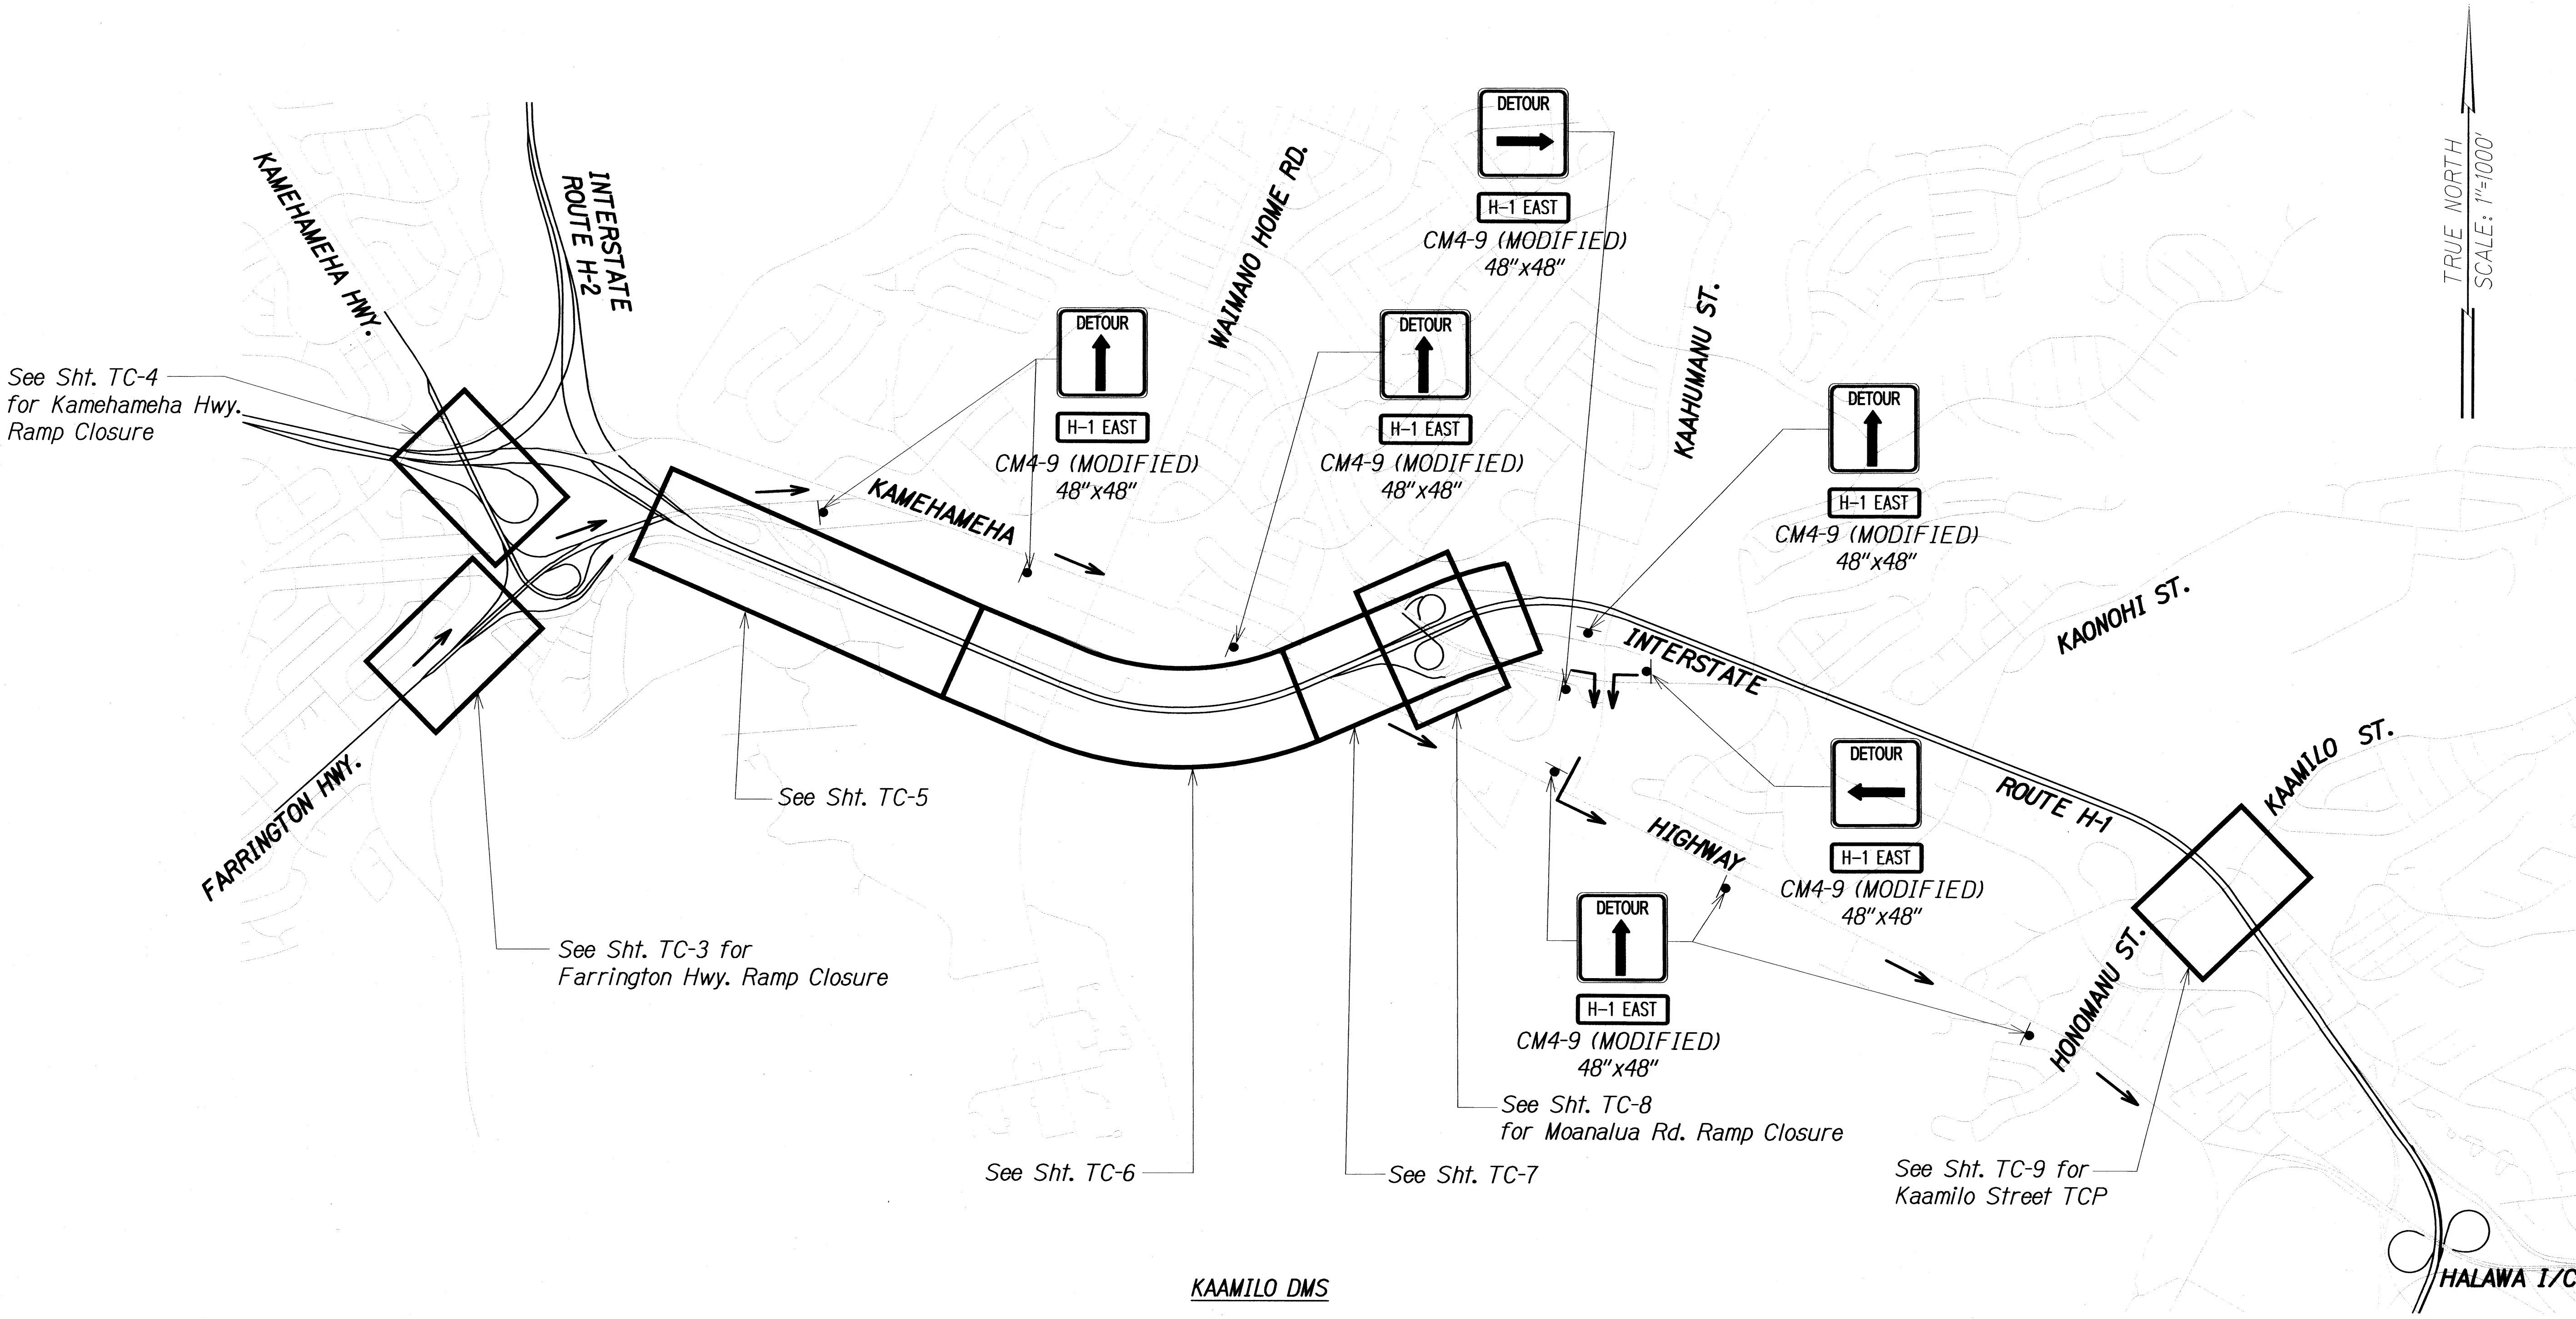 KAMEHAMEHA HWY.
INTERSTATE
ROUTE H-2
See Sht. TC-4
for Kamehameha Hwy.
Ramp Closure
FARRINGTON HWY.
See Sht. TC-3 for
Farrington Hwy. Ramp Closure
See Sht. TC-5
See Sht. TC-6
KAMEHAMEHA
DETOUR
H-1 EAST
CM4-9 (MODIFIED)
48"x48"
WAIMANO HOME RD.
DETOUR
H-1 EAST
CM4-9 (MODIFIED)
48"x48"
DETOUR
H-1 EAST
CM4-9 (MODIFIED)
48"x48"
KAAHUMANU ST.
DETOUR
H-1 EAST
CM4-9 (MODIFIED)
48"x48"
INTERSTATE
ROUTE H-1
DETOUR
H-1 EAST
CM4-9 (MODIFIED)
48"x48"
HIGHWAY
DETOUR
H-1 EAST
CM4-9 (MODIFIED)
48"x48"
See Sht. TC-8
for Moanalua Rd. Ramp Closure
See Sht. TC-7
KAONOHI ST.
KAAMILO ST.
HONOMANU ST.
See Sht. TC-9 for
Kaamilo Street TCP
HALAWA I/C
TRUE NORTH
SCALE: 1"=1000'
KAAMILO DMS